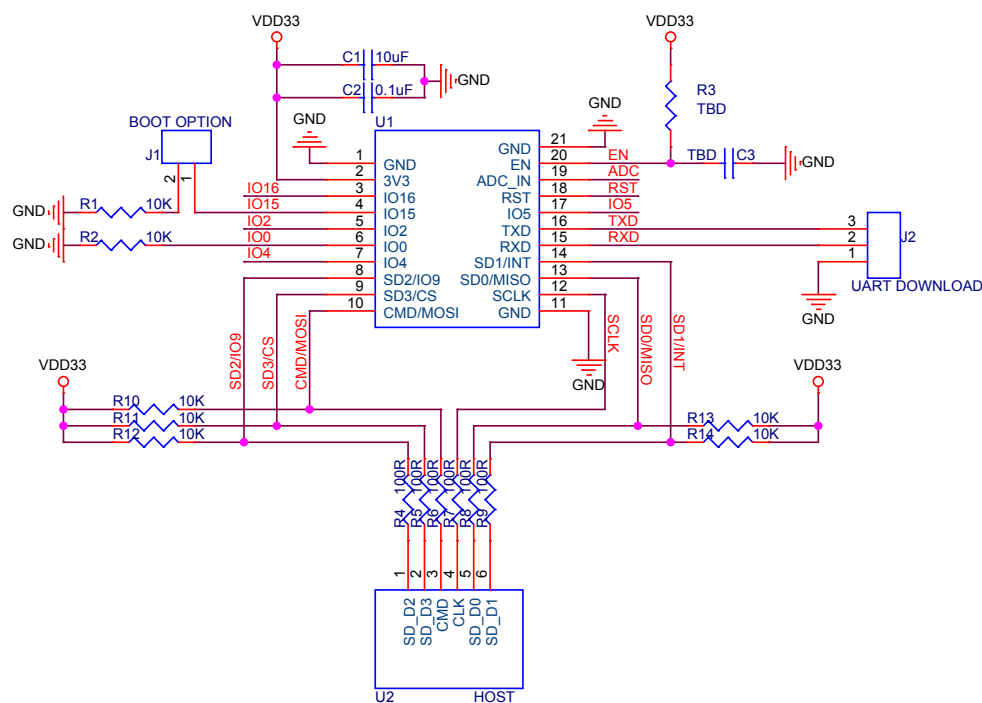 VDD33
VDD33
C1 10uF
GND
C2 0.1uF
R3
TBD
GND
GND
BOOT OPTION
U1
J1
1 GND
GND 21
2 3V3
EN 20 EN
TBD C3
GND
3 IO16 IO16
ADC_IN 19 ADC
4 IO15 IO15
RST 18 RST
2 1
GND R1 10K
IO5 17 IO5
5 IO2 IO2
TXD 16 TXD
3
GND R2 10K
6 IO0 IO0
RXD 15 RXD
2
J2
7 IO4 IO4
SD1/INT 14
1
8 SD2/IO9
SD0/MISO 13
UART DOWNLOAD
9 SD3/CS
SCLK 12
10 CMD/MOSI
GND 11
GND
SD2/IO9
SD3/CS
CMD/MOSI
SCLK
SD0/MISO
SD1/INT
GND
VDD33
VDD33
R10 10K
R11 10K
R12 10K
R13 10K
R14 10K
R4 100R
R5 100R
R6 100R
R7 100R
R8 100R
R9 100R
1 2 3 4 5 6
SD_D2
SD_D3
CMD
CLK
SD_D0
SD_D1
U2
HOST